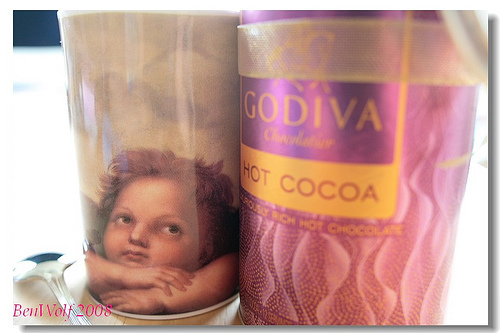 GODIVA
Chocolatier
HOT COCOA
RICH HOT CHOCOLATE
BenWolf 2008